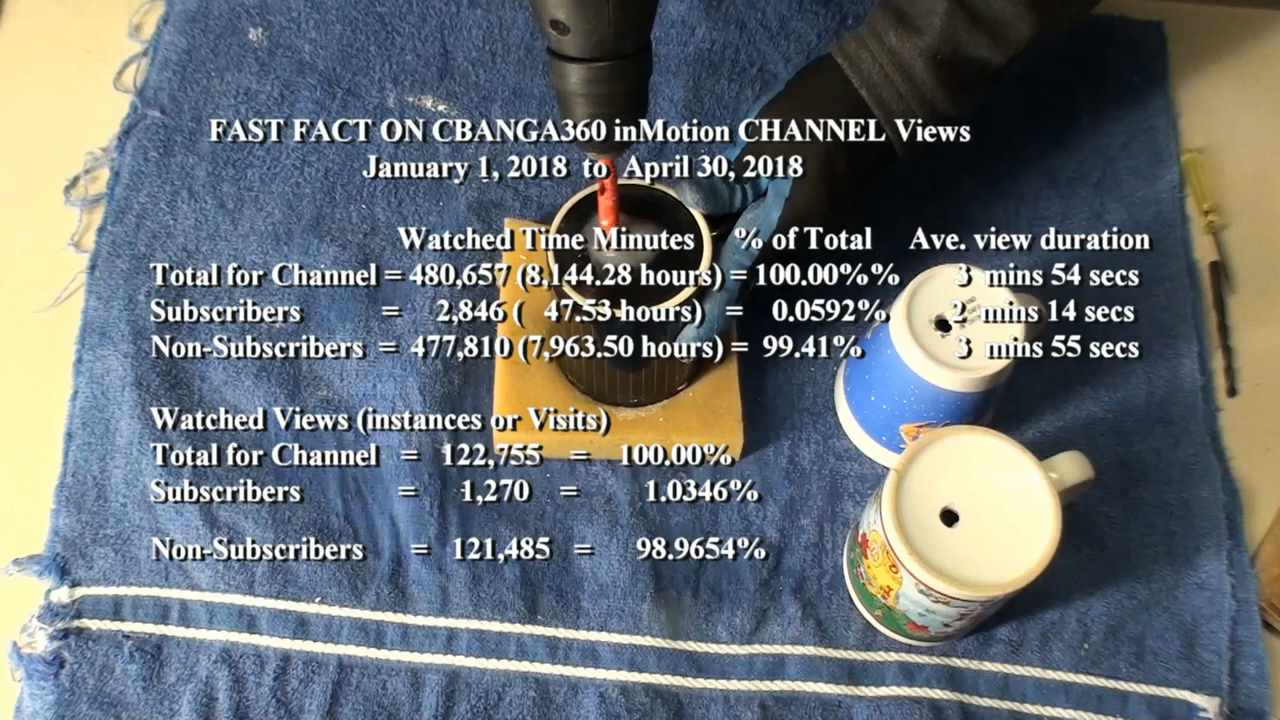 FAST FACT ON CBANGA360 inMotion CHANNEL Views
January 1, 2018 to April 30, 2018
Watched Time Minutes % of Total Ave. view duration
Total for Channel = 480,657 (8,144.28 hours) = 100.00%% 3 mins 54 secs
Subscribers = 2,846 ( 47.53 hours) = 0.0592% 2 mins 14 secs
Non-Subscribers = 477,810 (7,963.50 hours) = 99.41% 3 mins 55 secs
Watched Views (instances or Visits)
Total for Channel = 122,755 = 100.00%
Subscribers = 1,270 = 1.0346%
Non-Subscribers = 121,485 = 98.9654%